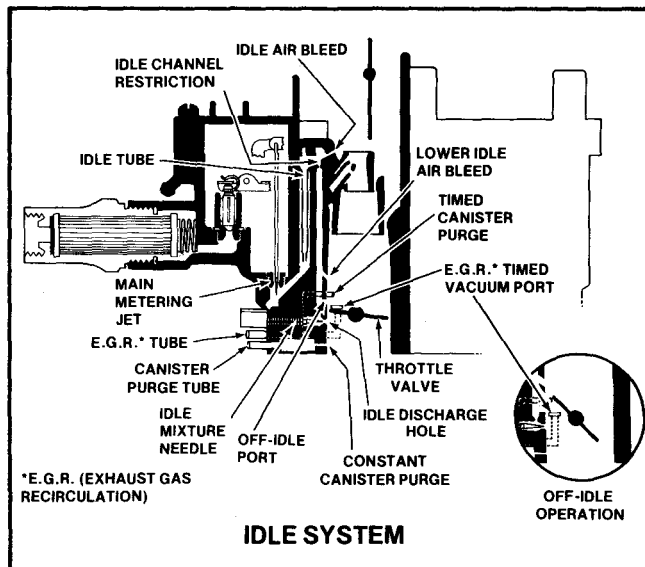 IDLE AIR BLEED
IDLE CHANNEL
RESTRICTION
IDLE TUBE
LOWER IDLE
AIR BLEED
TIMED
CANISTER
PURGE
E.G.R.* TIMED
VACUUM PORT
MAIN
METERING
JET
E.G.R.* TUBE
CANISTER
PURGE TUBE
IDLE
MIXTURE
NEEDLE
OFF-IDLE
PORT
THROTTLE
VALVE
IDLE DISCHARGE
HOLE
CONSTANT
CANISTER PURGE
*E.G.R. (EXHAUST GAS
RECIRCULATION)
OFF-IDLE
OPERATION
IDLE SYSTEM